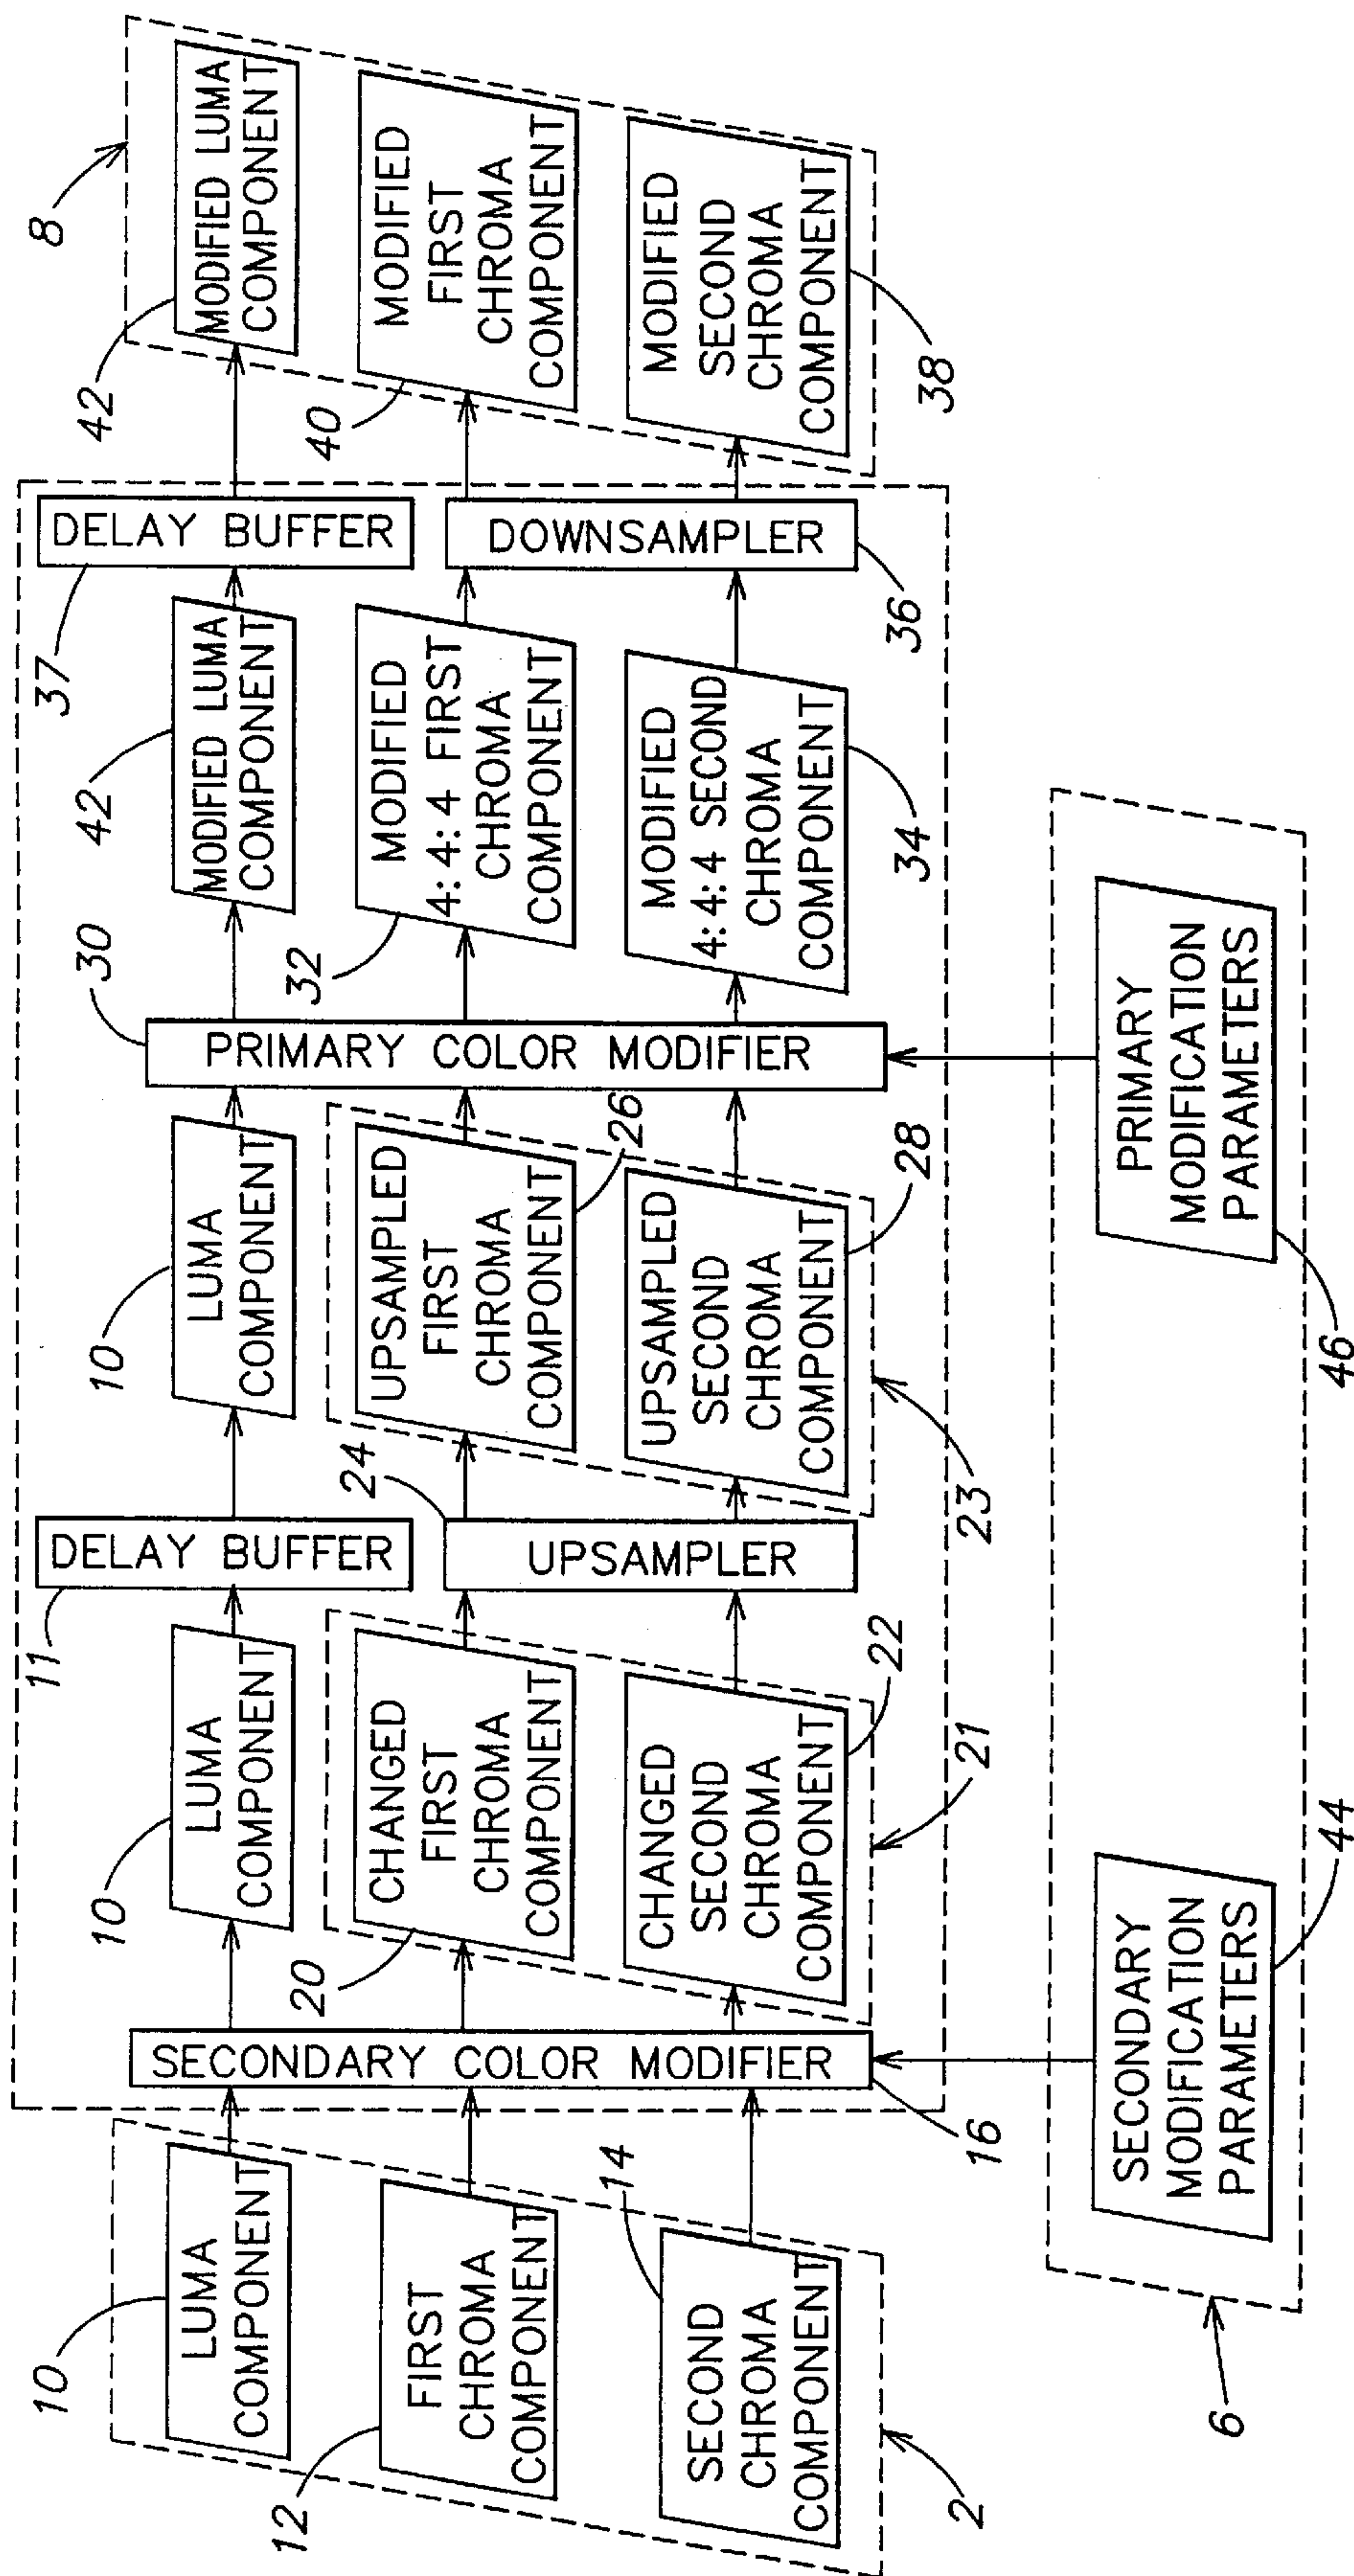 10
LUMA
COMPONENT
12
FIRST
CHROMA
COMPONENT
14
SECOND
CHROMA
COMPONENT
2
SECONDARY COLOR MODIFIER
16
10
LUMA
COMPONENT
20
CHANGED
FIRST
CHROMA
COMPONENT
CHANGED
SECOND
CHROMA
COMPONENT
22
21
11
DELAY BUFFER
24
UPSAMPLER
10
LUMA
COMPONENT
UPSAMPLED
FIRST
CHROMA
COMPONENT
26
UPSAMPLED
SECOND
CHROMA
COMPONENT
28
23
30
PRIMARY COLOR MODIFIER
42
MODIFIED LUMA
COMPONENT
32
MODIFIED
4:4:4 FIRST
CHROMA
COMPONENT
MODIFIED
4:4:4 SECOND
CHROMA
COMPONENT
34
37
DELAY BUFFER
DOWNSAMPLER
36
8
42
MODIFIED LUMA
COMPONENT
40
MODIFIED
FIRST
CHROMA
COMPONENT
MODIFIED
SECOND
CHROMA
COMPONENT
38
6
SECONDARY
MODIFICATION
PARAMETERS
44
PRIMARY
MODIFICATION
PARAMETERS
46